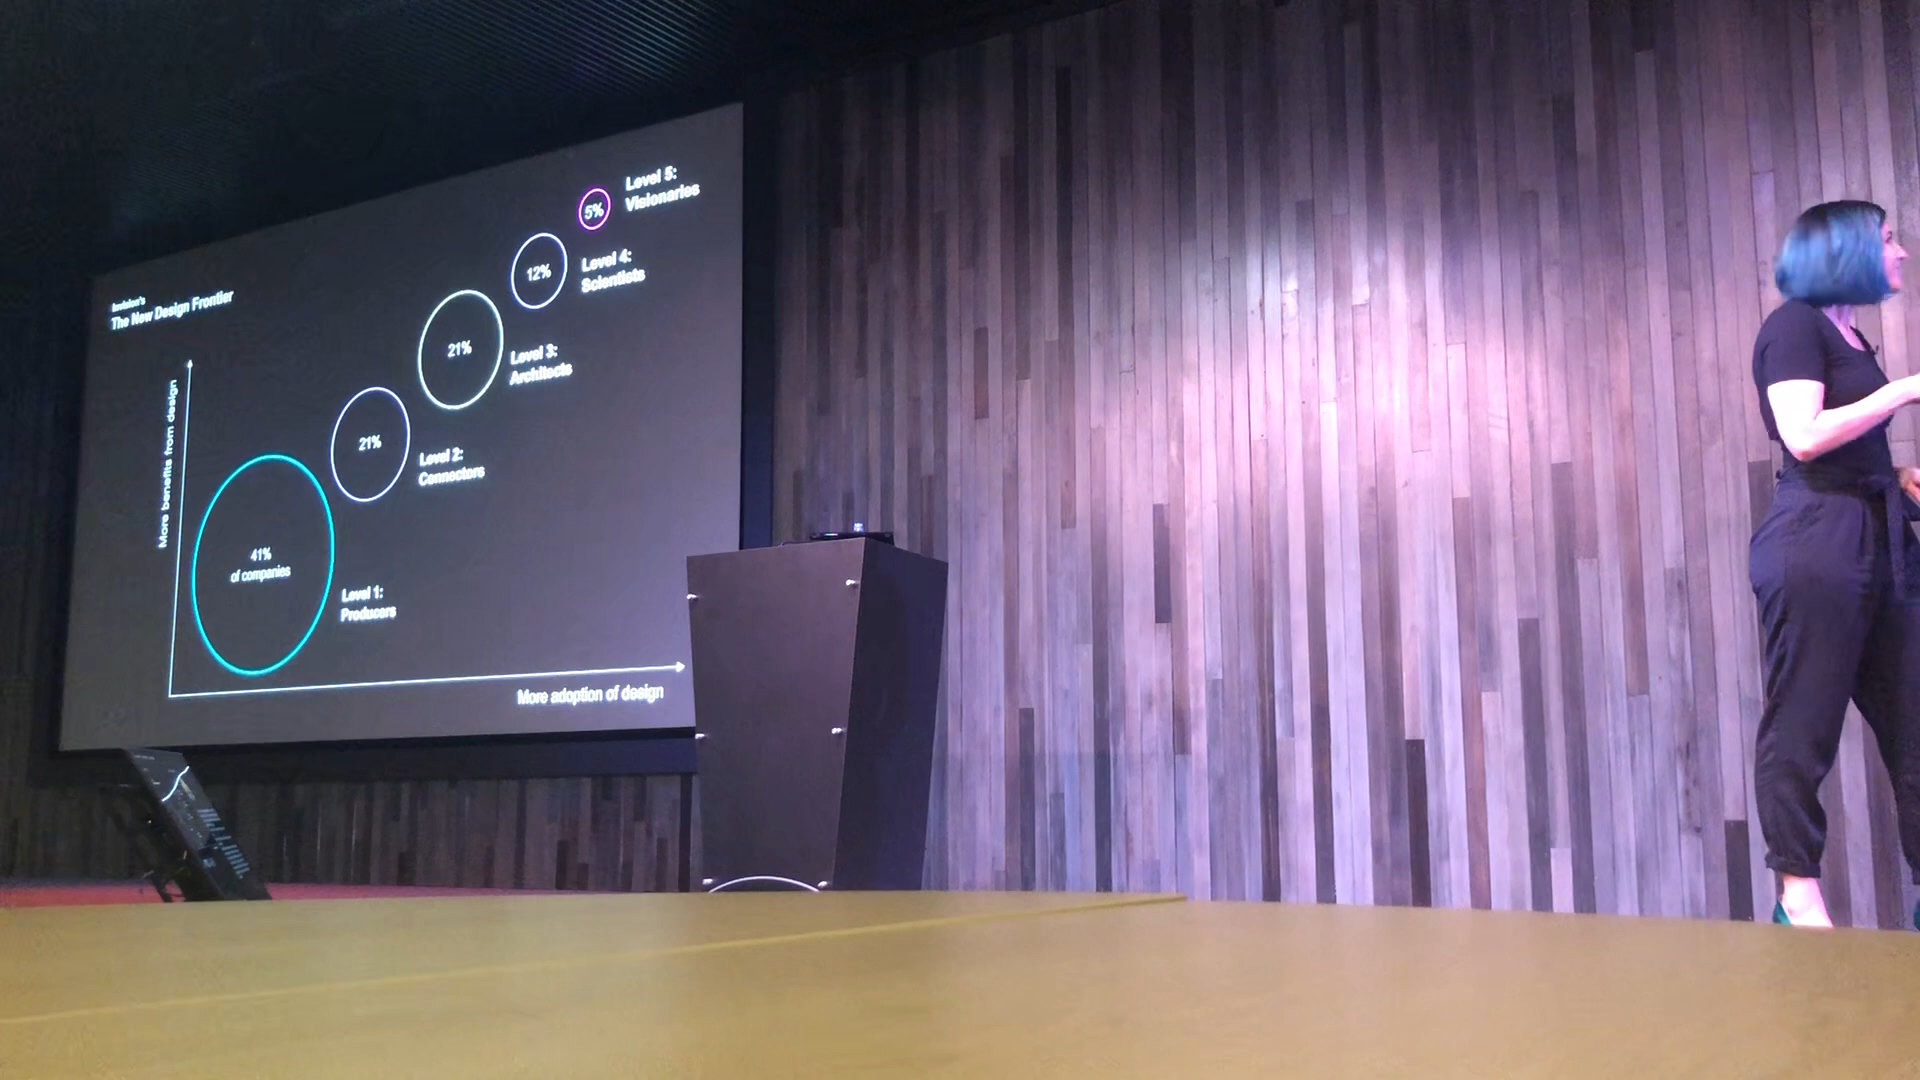 Invision's
The New Design Frontier
More benefits from design
5%
Level 5:
Visionaries
12%
Level 4:
Scientists
21%
Level 3:
Architects
21%
Level 2:
Connectors
41%
of companies
Level 1:
Producers
More adoption of design